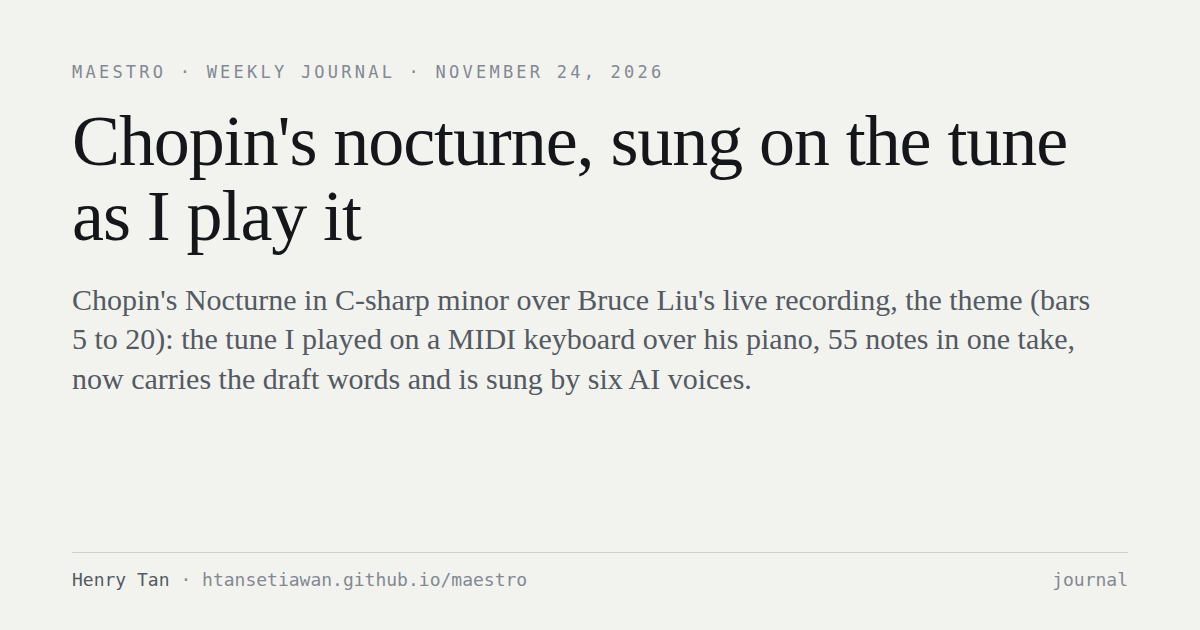 MAESTRO · WEEKLY JOURNAL · NOVEMBER 24, 2026
Chopin's nocturne, sung on the tune
as I play it
Chopin's Nocturne in C-sharp minor over Bruce Liu's live recording, the theme (bars
5 to 20): the tune I played on a MIDI keyboard over his piano, 55 notes in one take,
now carries the draft words and is sung by six AI voices.
Henry Tan · htansetiawan.github.io/maestro
journal